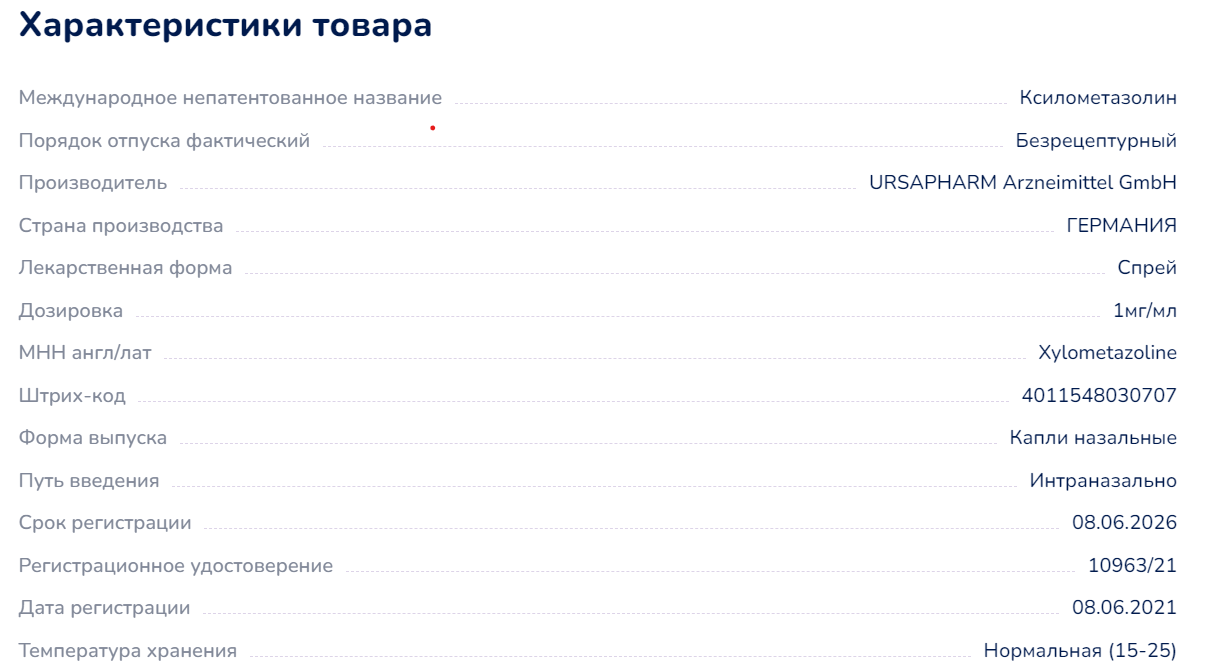 Характеристики товара
Международное непатентованное название Ксилометазолин
Порядок отпуска фактический Безрецептурный
Производитель URSAPHARM Arzneimittel GmbH
Страна производства ГЕРМАНИЯ
Лекарственная форма Спрей
Дозировка 1мг/мл
МНН англ/лат Xylometazoline
Штрих-код 4011548030707
Форма выпуска Капли назальные
Путь введения Интраназально
Срок регистрации 08.06.2026
Регистрационное удостоверение 10963/21
Дата регистрации 08.06.2021
Температура хранения Нормальная (15-25)